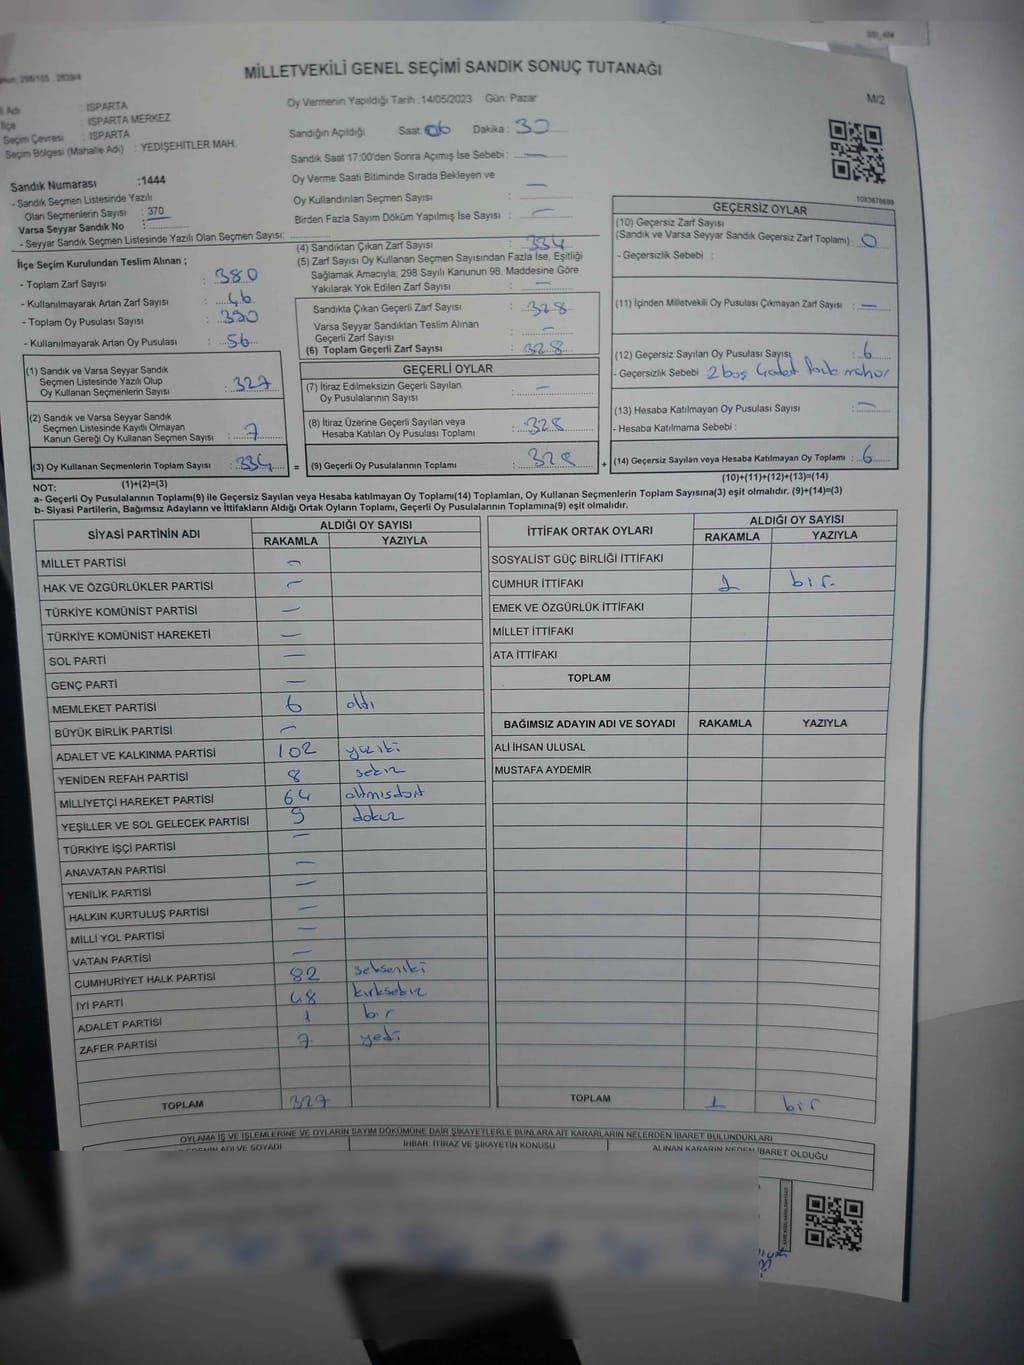 MİLLETVEKİLİ GENEL SEÇİMİ SANDIK SONUÇ TUTANAĞI
M/2
: ISPARTA
: ISPARTA MERKEZ
Seçim Çevresi : ISPARTA
Seçim Bölgesi (Mahalle Adı) : YEDİŞEHİTLER MAH.
Sandık Numarası :1444
- Sandık Seçmen Listesinde Yazılı
Olan Seçmenlerin Sayısı : 370
Varsa Seyyar Sandık No :
- Seyyar Sandık Seçmen Listesinde Yazılı Olan Seçmen Sayısı:
Oy Vermenin Yapıldığı Tarih :14/05/2023 Gün: Pazar
Sandığın Açıldığı Saat: 06 Dakika: 30
Sandık Saat 17:00'den Sonra Açımış İse Sebebi : —
Oy Verme Saati Bitiminde Sırada Bekleyen ve
Oy Kullandırılan Seçmen Sayısı : —
Birden Fazla Sayım Döküm Yapılmış İse Sayısı : —
İlçe Seçim Kurulundan Teslim Alınan ;
- Toplam Zarf Sayısı : 380
- Kullanılmayarak Artan Zarf Sayısı : 46
- Toplam Oy Pusulası Sayısı : 390
- Kullanılmayarak Artan Oy Pusulası : 56
(1) Sandık ve Varsa Seyyar Sandık
Seçmen Listesinde Yazılı Olup
Oy Kullanan Seçmenlerin Sayısı : 327
(2) Sandık ve Varsa Seyyar Sandık
Seçmen Listesinde Kayıtlı Olmayan
Kanun Gereği Oy Kullanan Seçmen Sayısı : 7
(3) Oy Kullanan Seçmenlerin Toplam Sayısı : 334
(1)+(2)=(3)
(4) Sandıktan Çıkan Zarf Sayısı : 334
(5) Zarf Sayısı Oy Kullanan Seçmen Sayısından Fazla İse, Eşitliği
Sağlamak Amacıyla; 298 Sayılı Kanunun 98. Maddesine Göre
Yakılarak Yok Edilen Zarf Sayısı : —
Sandıkta Çıkan Geçerli Zarf Sayısı : 328
Varsa Seyyar Sandıktan Teslim Alınan
Geçerli Zarf Sayısı : —
(6) Toplam Geçerli Zarf Sayısı : 328
GEÇERLİ OYLAR
(7) İtiraz Edilmeksizin Geçerli Sayılan
Oy Pusulalarının Sayısı : —
(8) İtiraz Üzerine Geçerli Sayılan veya
Hesaba Katılan Oy Pusulası Toplamı : 328
= (9) Geçerli Oy Pusulalarının Toplamı : 328 +
1083676699
GEÇERSİZ OYLAR
(10) Geçersiz Zarf Sayısı
(Sandık ve Varsa Seyyar Sandık Geçersiz Zarf Toplamı) : 0
- Geçersizlik Sebebi :
(11) İçinden Milletvekili Oy Pusulası Çıkmayan Zarf Sayısı : —
(12) Geçersiz Sayılan Oy Pusulası Sayısı : 6
- Geçersizlik Sebebi 2 boş 4 adet
(13) Hesaba Katılmayan Oy Pusulası Sayısı : —
- Hesaba Katılmama Sebebi :
(14) Geçersiz Sayılan veya Hesaba Katılmayan Oy Toplamı : 6
(10)+(11)+(12)+(13)=(14)
NOT:
a- Geçerli Oy Pusulalarının Toplamı(9) ile Geçersiz Sayılan veya Hesaba katılmayan Oy Toplamı(14) Toplamları, Oy Kullanan Seçmenlerin Toplam Sayısına(3) eşit olmalıdır. (9)+(14)=(3)
b- Siyasi Partilerin, Bağımsız Adayların ve İttifakların Aldığı Ortak Oyların Toplamı, Geçerli Oy Pusulalarının Toplamına(9) eşit olmalıdır.
SİYASİ PARTİNİN ADI ALDIĞI OY SAYISI
RAKAMLA YAZIYLA
MİLLET PARTİSİ —
HAK VE ÖZGÜRLÜKLER PARTİSİ —
TÜRKİYE KOMÜNİST PARTİSİ —
TÜRKİYE KOMÜNİST HAREKETİ —
SOL PARTİ —
GENÇ PARTİ —
MEMLEKET PARTİSİ 6 altı
BÜYÜK BİRLİK PARTİSİ —
ADALET VE KALKINMA PARTİSİ 102 yüziki
YENİDEN REFAH PARTİSİ 8 sekiz
MİLLİYETÇİ HAREKET PARTİSİ 64 altmışdört
YEŞİLLER VE SOL GELECEK PARTİSİ 9 dokuz
TÜRKİYE İŞÇİ PARTİSİ —
ANAVATAN PARTİSİ —
YENİLİK PARTİSİ —
HALKIN KURTULUŞ PARTİSİ —
MİLLİ YOL PARTİSİ —
VATAN PARTİSİ —
CUMHURİYET HALK PARTİSİ 82 sekseniki
İYİ PARTİ 48 kırksekiz
ADALET PARTİSİ 1 bir
ZAFER PARTİSİ 7 yedi
TOPLAM 327
İTTİFAK ORTAK OYLARI ALDIĞI OY SAYISI
RAKAMLA YAZIYLA
SOSYALİST GÜÇ BİRLİĞİ İTTİFAKI
CUMHUR İTTİFAKI 1 bir
EMEK VE ÖZGÜRLÜK İTTİFAKI
MİLLET İTTİFAKI
ATA İTTİFAKI
TOPLAM
BAĞIMSIZ ADAYIN ADI VE SOYADI RAKAMLA YAZIYLA
ALİ İHSAN ULUSAL
MUSTAFA AYDEMİR
TOPLAM 1 bir
OYLAMA İŞ VE İŞLEMLERİNE VE OYLARIN SAYIM DÖKÜMÜNE DAİR ŞİKAYETLERLE BUNLARA AİT KARARLARIN NELERDEN İBARET BULUNDUKLARI
ADI VE SOYADI İHBAR, İTİRAZ VE ŞİKAYETİN KONUSU ALINAN KARARIN NEDEN İBARET OLDUĞU